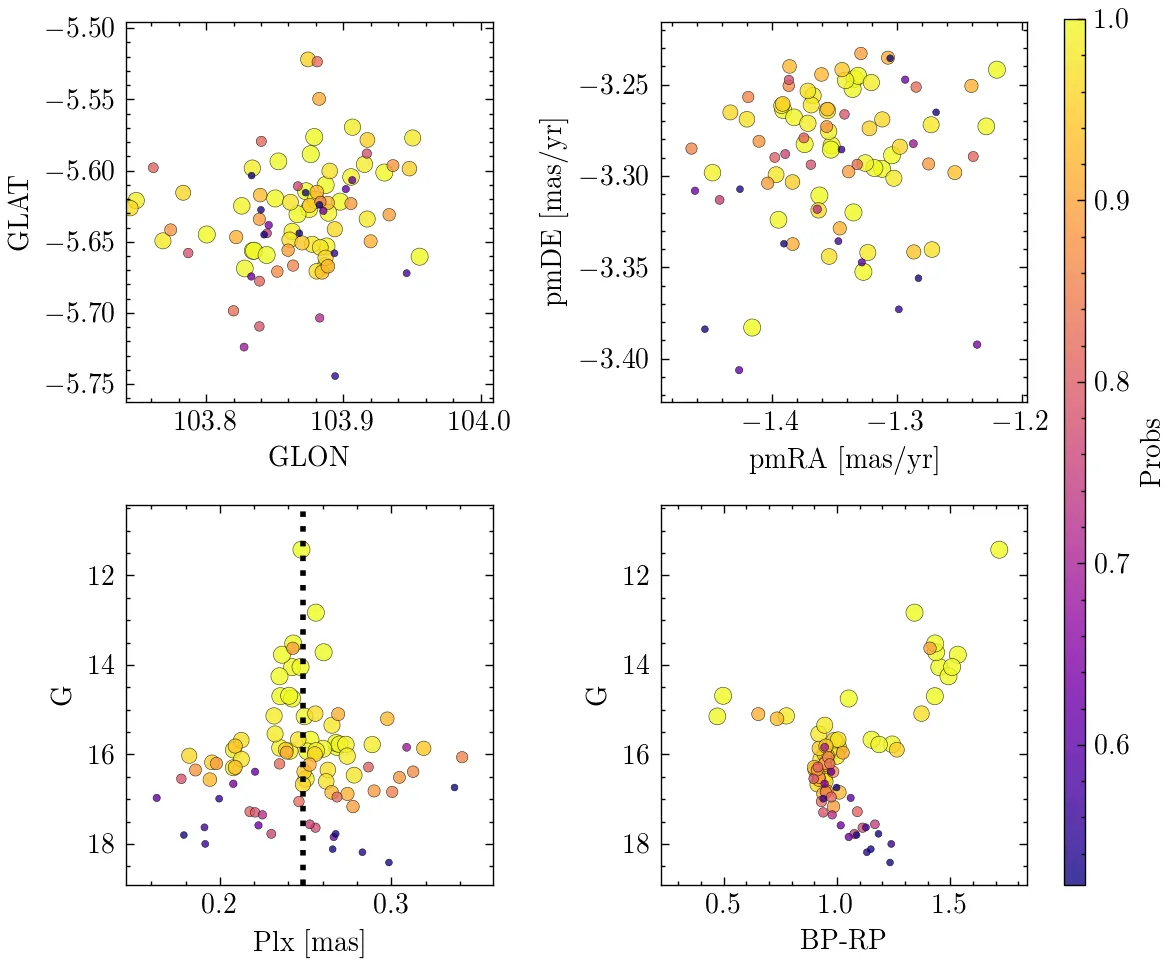 −5.50
−5.55
−5.60
−5.65
−5.70
−5.75
GLAT
103.8 103.9 104.0
GLON
−3.25
−3.30
−3.35
−3.40
pmDE [mas/yr]
−1.4 −1.3 −1.2
pmRA [mas/yr]
1.0
0.9
0.8
0.7
0.6
Probs
12
14
16
18
G
0.2 0.3
Plx [mas]
12
14
16
18
G
0.5 1.0 1.5
BP-RP